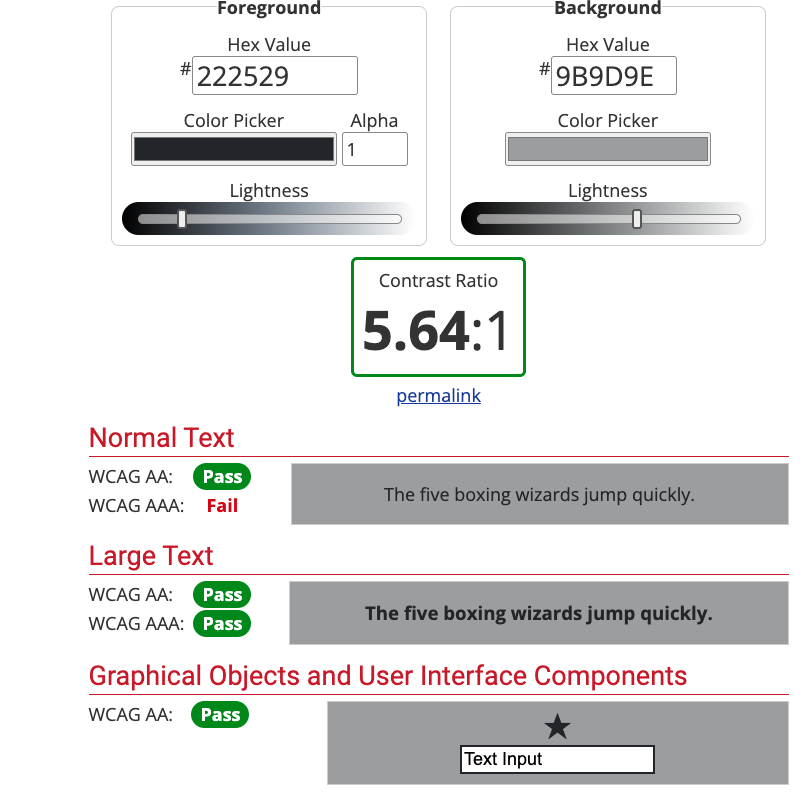 Foreground
Background
Hex Value
Hex Value
#222529
#9B9D9E
Color Picker
Alpha
Color Picker
1
Lightness
Lightness
Contrast Ratio
5.64:1
permalink
Normal Text
WCAG AA: Pass
WCAG AAA: Fail
The five boxing wizards jump quickly.
Large Text
WCAG AA: Pass
WCAG AAA: Pass
The five boxing wizards jump quickly.
Graphical Objects and User Interface Components
WCAG AA: Pass
Text Input